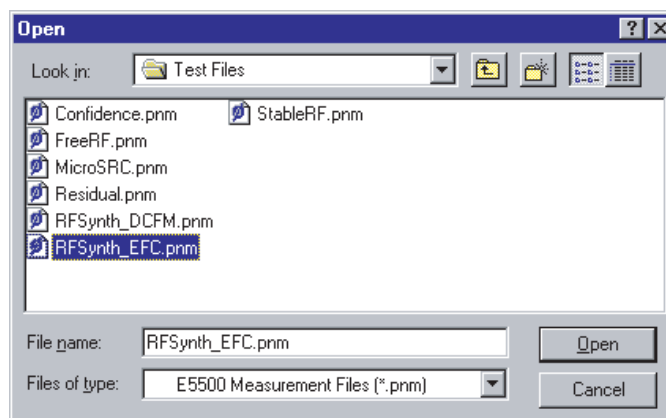 Open
Look in: Test Files
Confidence.pnm StableRF.pnm
FreeRF.pnm
MicroSRC.pnm
Residual.pnm
RFSynth_DCFM.pnm
RFSynth_EFC.pnm
File name: RFSynth_EFC.pnm Open
Files of type: E5500 Measurement Files (*.pnm) Cancel